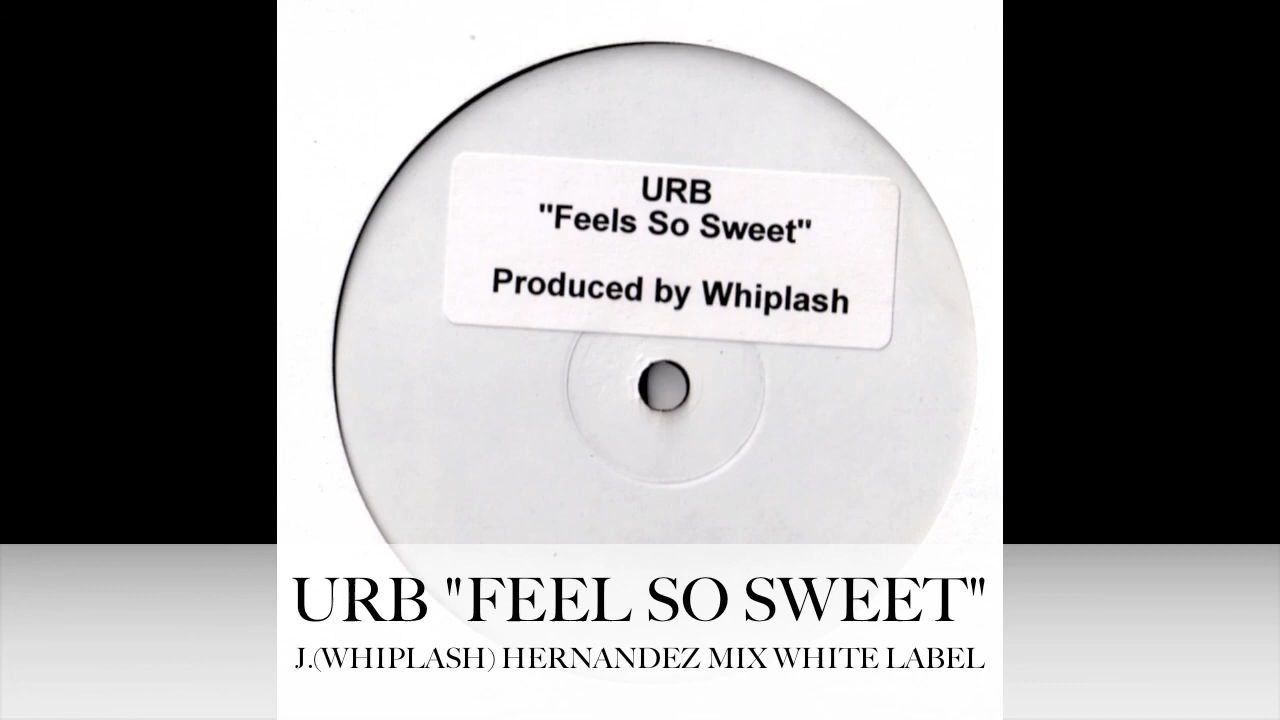 URB
"Feels So Sweet"
Produced by Whiplash
URB "FEEL SO SWEET"
J.(WHIPLASH) HERNANDEZ MIX WHITE LABEL